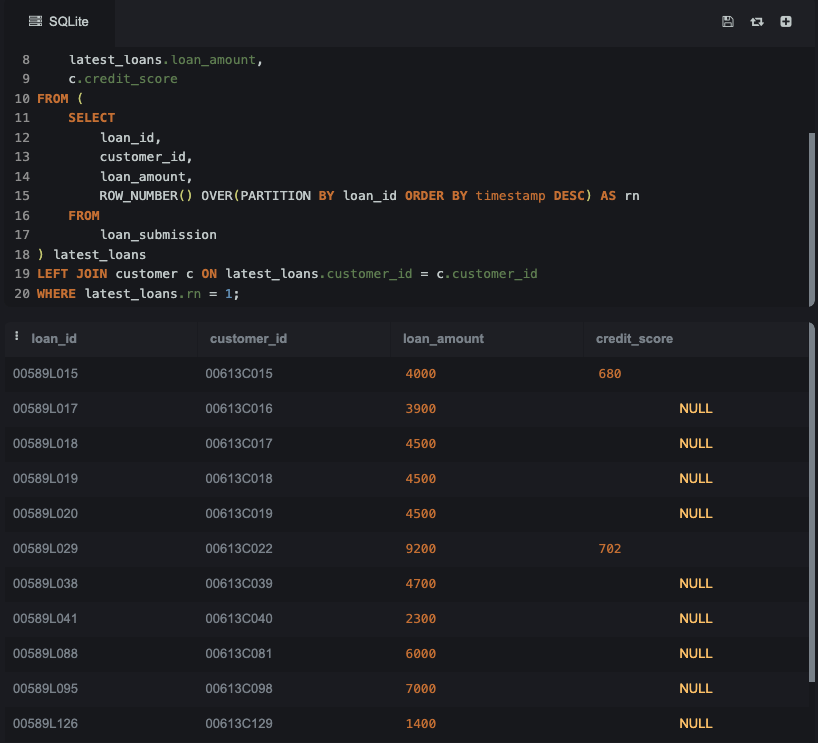 SQLite
8 latest_loans.loan_amount,
9 c.credit_score
10 FROM (
11 SELECT
12 loan_id,
13 customer_id,
14 loan_amount,
15 ROW_NUMBER() OVER(PARTITION BY loan_id ORDER BY timestamp DESC) AS rn
16 FROM
17 loan_submission
18 ) latest_loans
19 LEFT JOIN customer c ON latest_loans.customer_id = c.customer_id
20 WHERE latest_loans.rn = 1;
loan_id customer_id loan_amount credit_score
00589L015 00613C015 4000 680
00589L017 00613C016 3900 NULL
00589L018 00613C017 4500 NULL
00589L019 00613C018 4500 NULL
00589L020 00613C019 4500 NULL
00589L029 00613C022 9200 702
00589L038 00613C039 4700 NULL
00589L041 00613C040 2300 NULL
00589L088 00613C081 6000 NULL
00589L095 00613C098 7000 NULL
00589L126 00613C129 1400 NULL